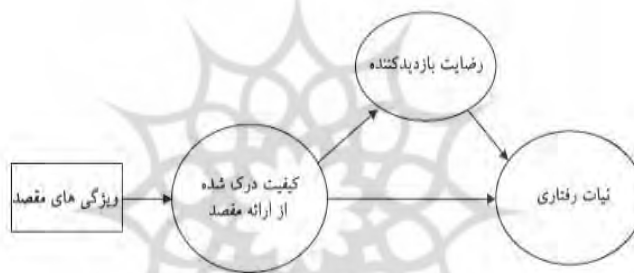 رضایت بازدیدکننده
ویژگی های مقصد
کیفیت درک شده
از ارائه مقصد
نیات رفتاری